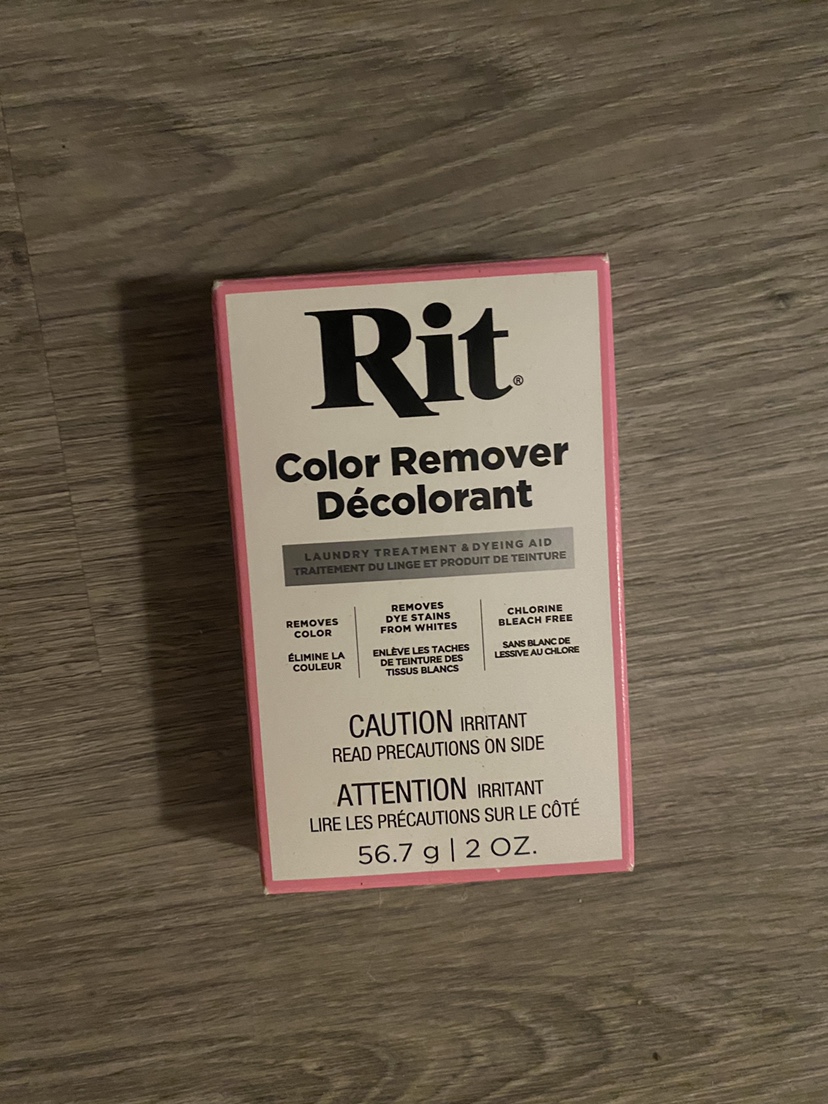 Rit®
Color Remover
Décolorant
LAUNDRY TREATMENT & DYEING AID
TRAITEMENT DU LINGE ET PRODUIT DE TEINTURE
REMOVES
COLOR
ÉLIMINE LA
COULEUR
REMOVES
DYE STAINS
FROM WHITES
ENLÈVE LES TACHES
DE TEINTURE DES
TISSUS BLANCS
CHLORINE
BLEACH FREE
SANS BLANC DE
LESSIVE AU CHLORE
CAUTION IRRITANT
READ PRECAUTIONS ON SIDE
ATTENTION IRRITANT
LIRE LES PRÉCAUTIONS SUR LE CÔTÉ
56.7 g | 2 OZ.